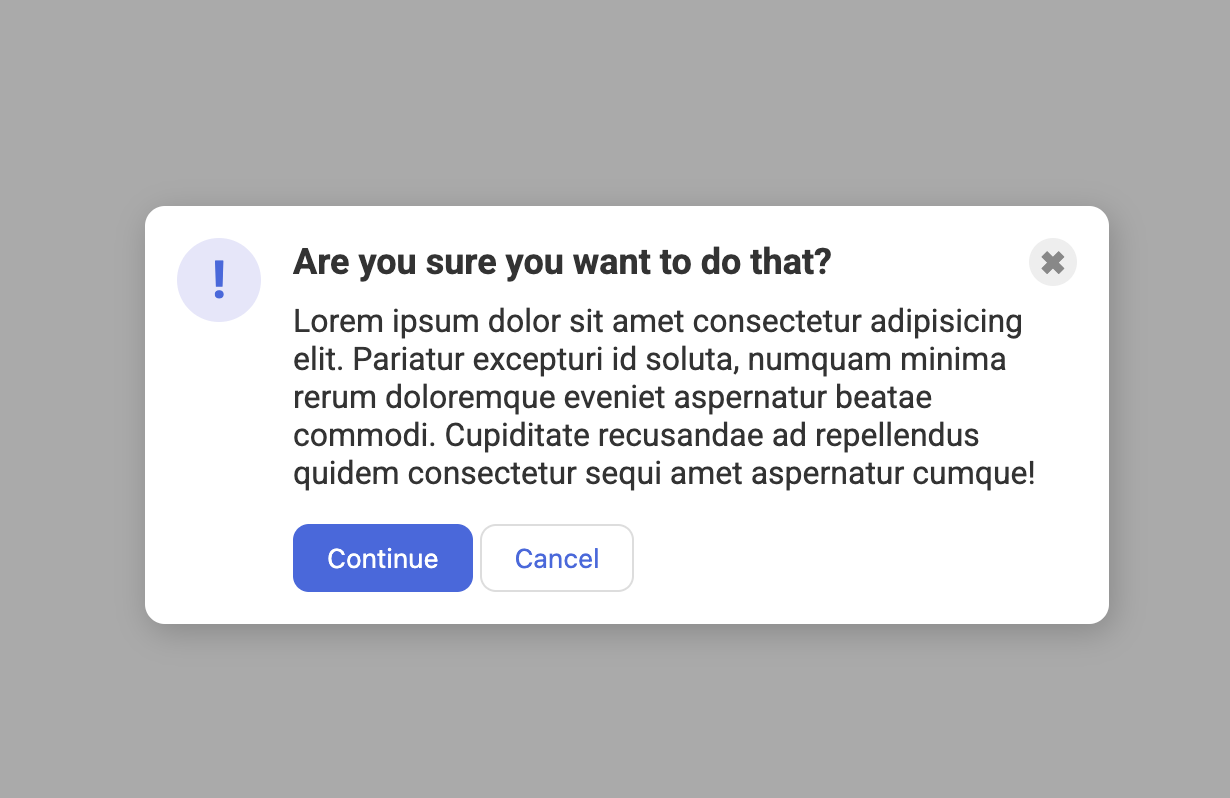 !
Are you sure you want to do that?
✖
Lorem ipsum dolor sit amet consectetur adipisicing
elit. Pariatur excepturi id soluta, numquam minima
rerum doloremque eveniet aspernatur beatae
commodi. Cupiditate recusandae ad repellendus
quidem consectetur sequi amet aspernatur cumque!
Continue
Cancel